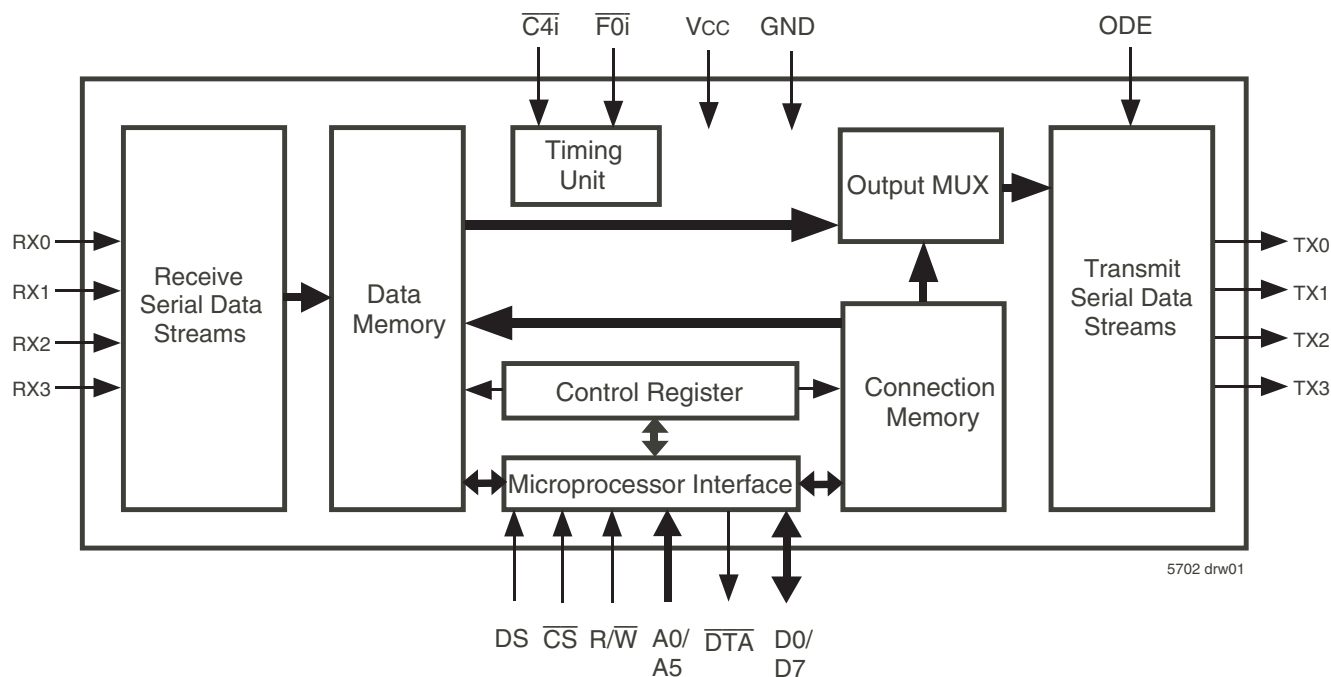 C4i F0i VCC GND ODE
Timing
Unit
Output MUX
RX0
RX1
RX2
RX3
Receive
Serial Data
Streams
Data
Memory
Control Register
Microprocessor Interface
Connection
Memory
Transmit
Serial Data
Streams
TX0
TX1
TX2
TX3
5702 drw01
DS CS R/W A0/ DTA D0/
A5 D7